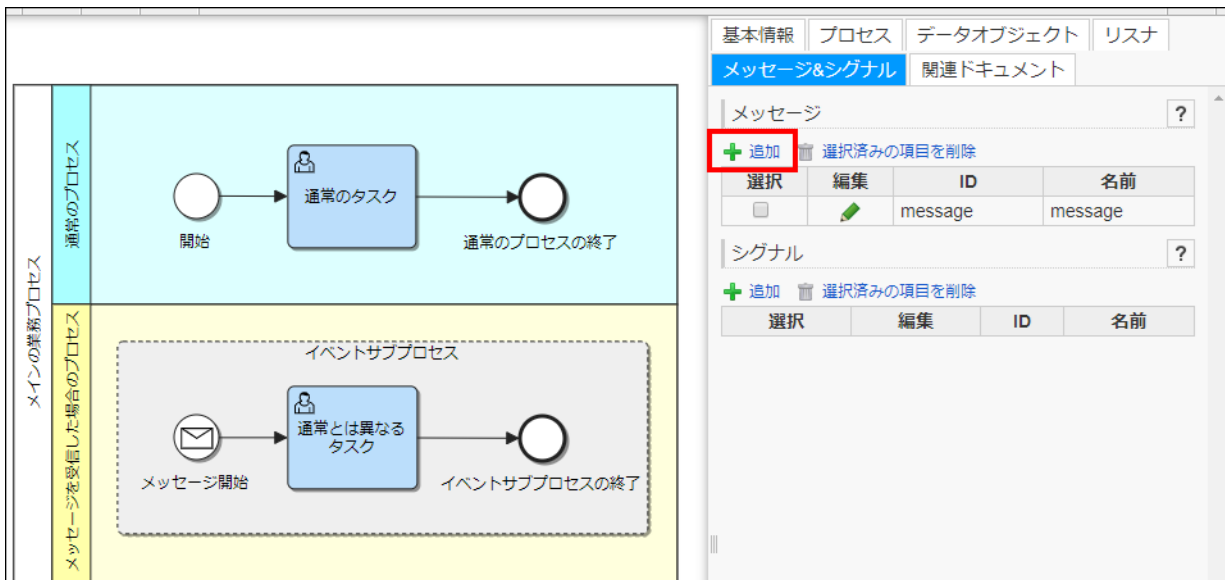 メインの業務プロセス
通常のプロセス
開始
通常のタスク
通常のプロセスの終了
メッセージを受信した場合のプロセス
イベントサブプロセス
メッセージ開始
通常とは異なる
タスク
イベントサブプロセスの終了
基本情報 プロセス データオブジェクト リスナ
メッセージ&シグナル 関連ドキュメント
メッセージ ?
追加 選択済みの項目を削除
選択 編集 ID 名前
message message
シグナル ?
追加 選択済みの項目を削除
選択 編集 ID 名前